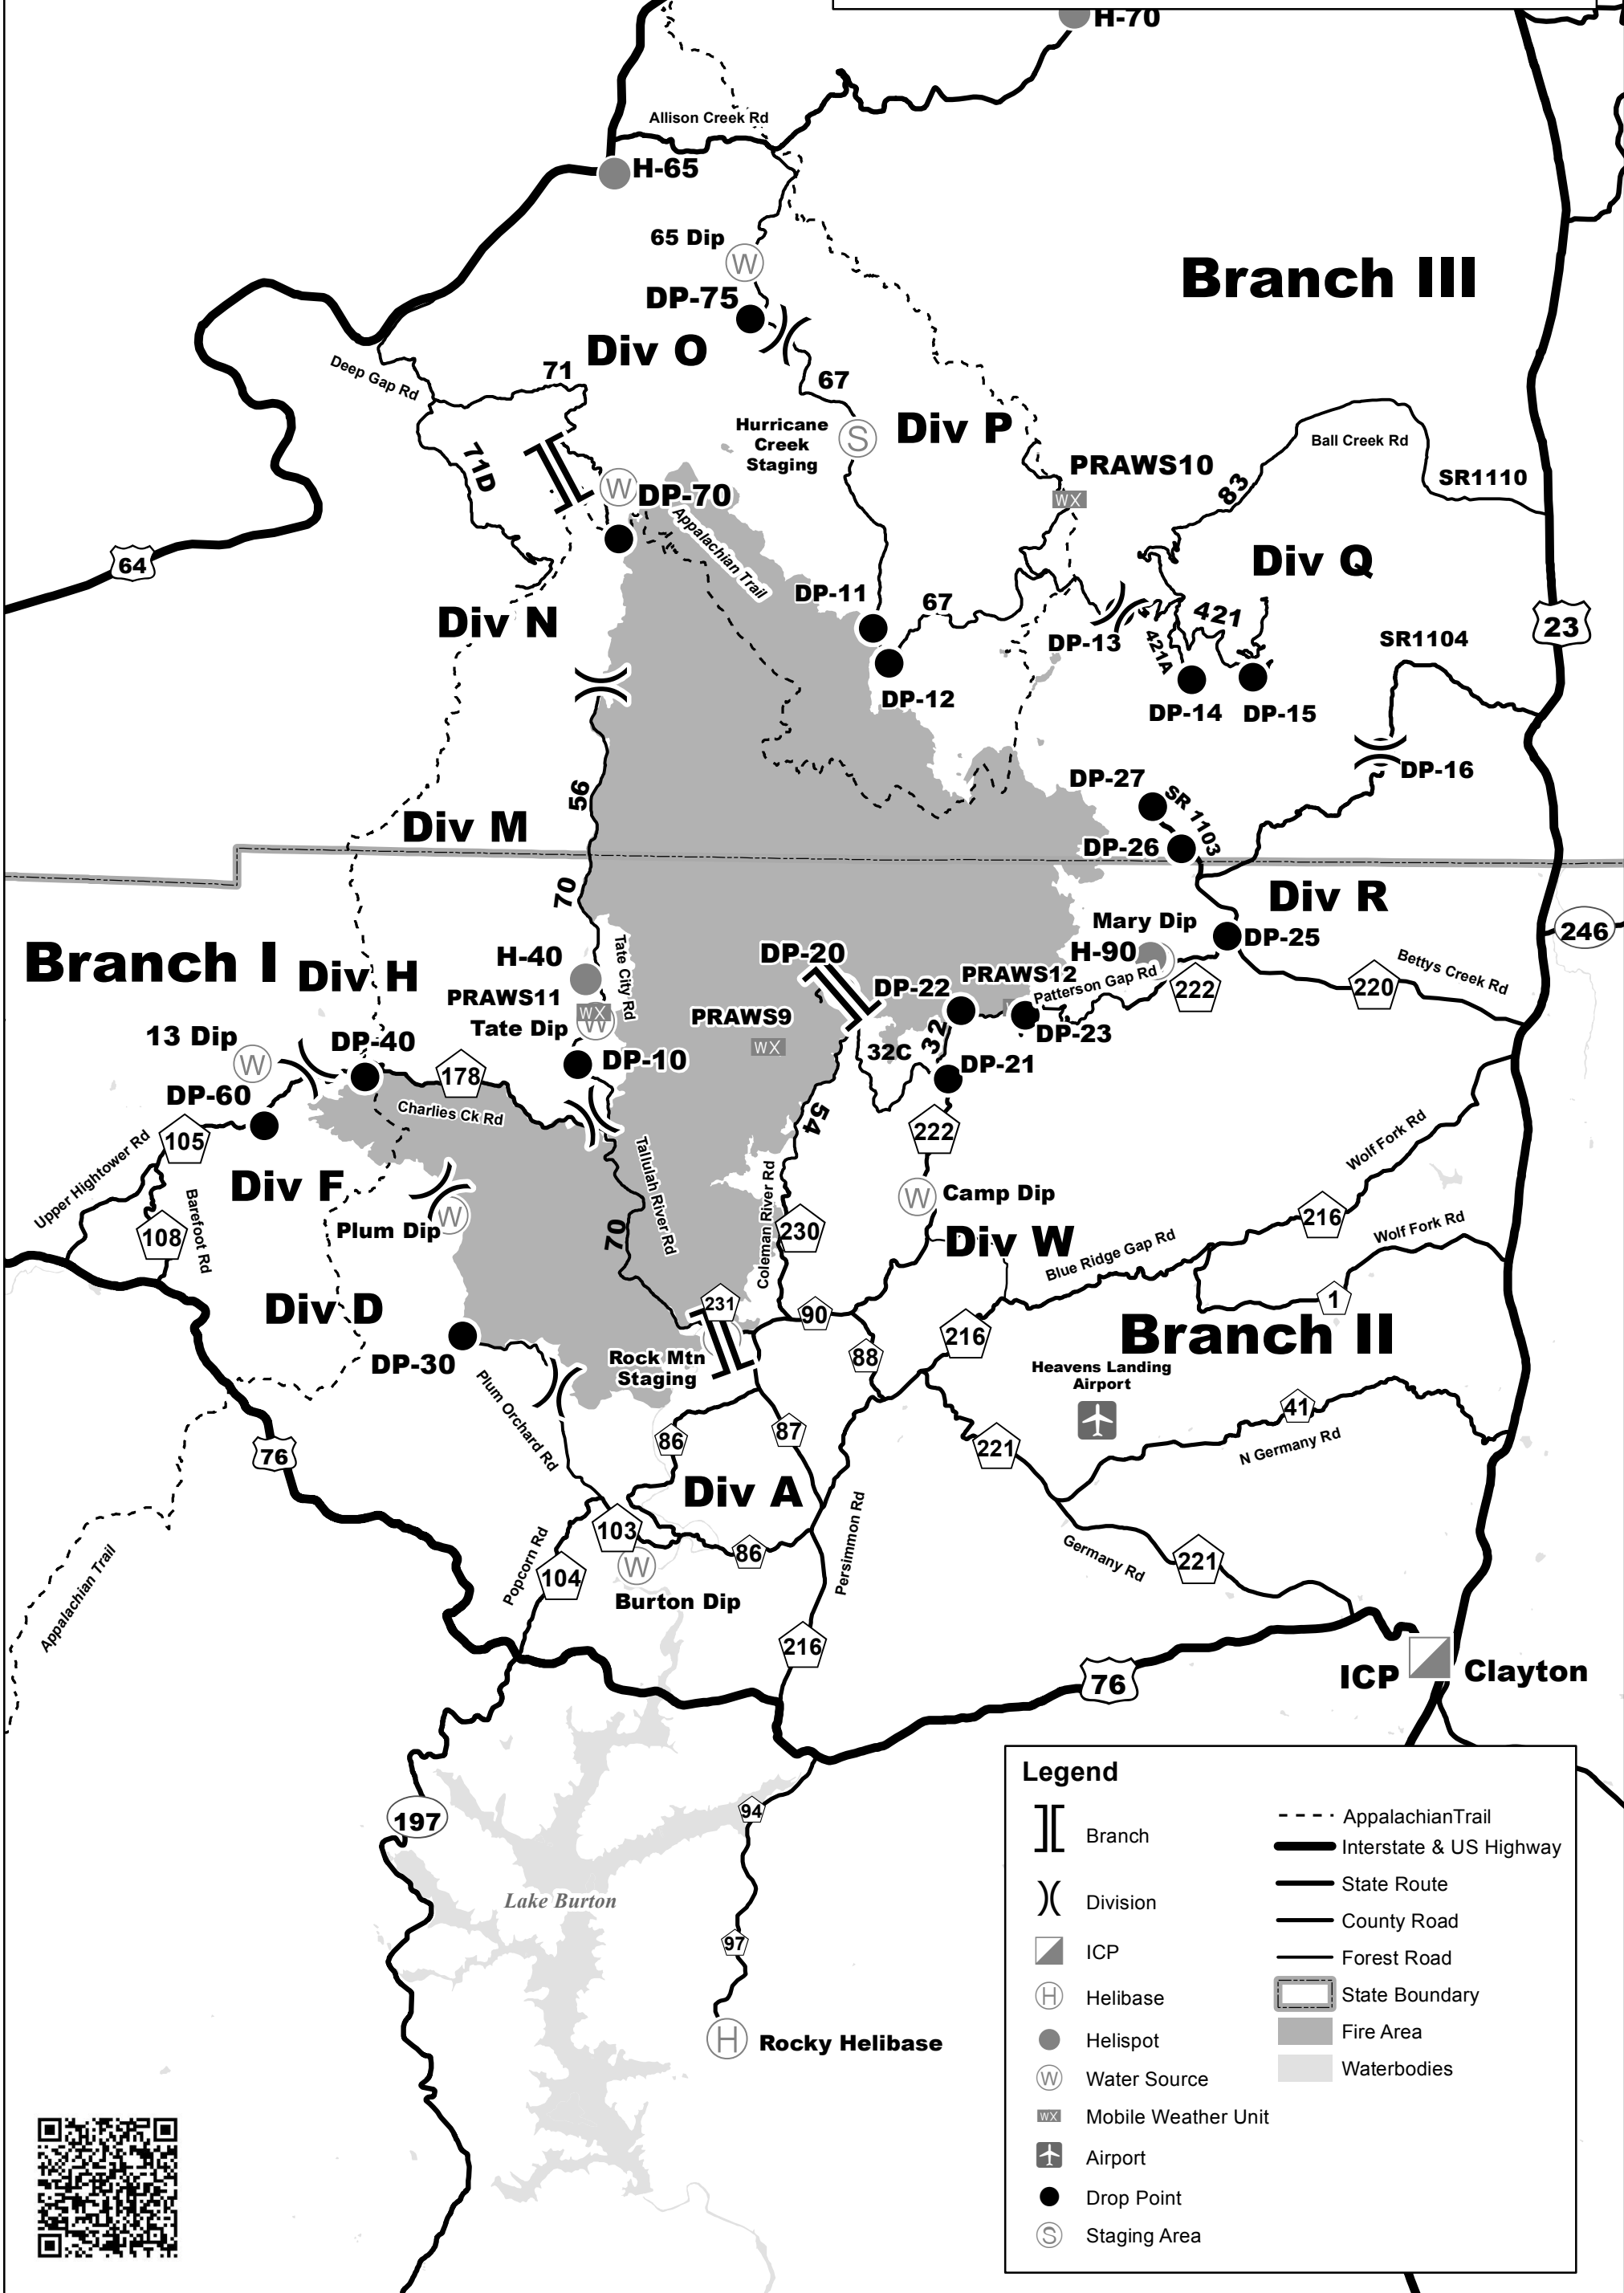 H-70
Allison Creek Rd
H-65
65 Dip
W
Branch III
DP-75
Div O
Deep Gap Rd
71
67
Hurricane
Creek
Staging
S
Div P
Ball Creek Rd
71D
PRAWS10
WX
83
SR1110
W
DP-70
Appalachian Trail
64
Div Q
DP-11
67
Div N
DP-13
421
421A
SR1104
23
DP-12
DP-14
DP-15
DP-16
DP-27
SR 1103
56
Div M
DP-26
70
Div R
Mary Dip
246
Branch I
Div H
H-40
Tate City Rd
DP-20
H-90
DP-25
Bettys Creek Rd
PRAWS12
Patterson Gap Rd
DP-22
222
220
PRAWS11
WX
Tate Dip
W
PRAWS9
WX
DP-23
32
32C
13 Dip
W
DP-40
DP-10
DP-21
178
DP-60
Charlies Ck Rd
54
105
222
Upper Hightower Rd
Barefoot Rd
108
Div F
Plum Dip
W
Tallulah River Rd
70
Coleman River Rd
230
W
Camp Dip
Div W
Wolf Fork Rd
216
Wolf Fork Rd
Blue Ridge Gap Rd
1
Div D
231
90
216
Branch II
DP-30
Rock Mtn
Staging
88
Heavens Landing
Airport
Plum Orchard Rd
86
87
41
N Germany Rd
76
221
Div A
Persimmon Rd
103
86
Popcorn Rd
104
W
Burton Dip
Germany Rd
221
Appalachian Trail
216
76
ICP
Clayton
197
94
Lake Burton
97
H
Rocky Helibase
Legend
Branch
Division
ICP
H
Helibase
Helispot
W
Water Source
WX
Mobile Weather Unit
Airport
Drop Point
S
Staging Area
AppalachianTrail
Interstate & US Highway
State Route
County Road
Forest Road
State Boundary
Fire Area
Waterbodies